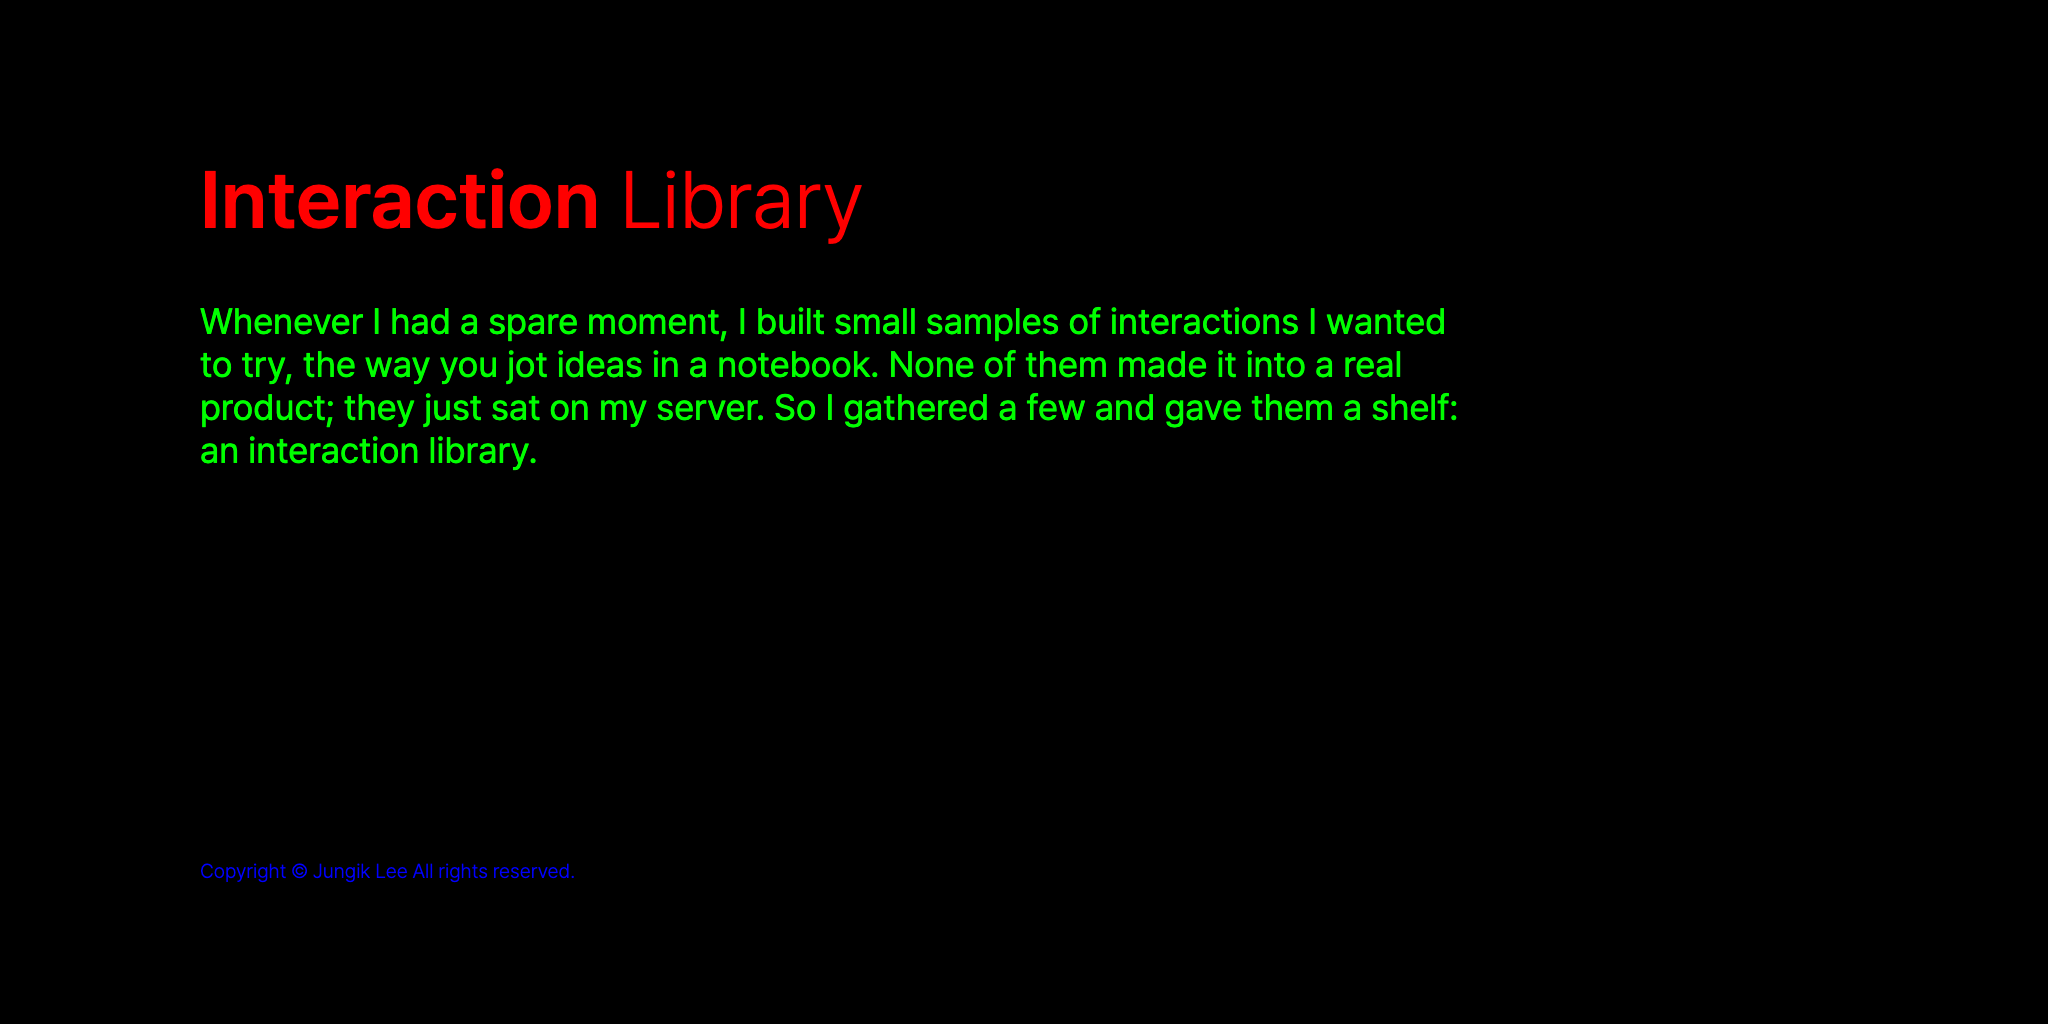 Interaction Library
Whenever I had a spare moment, I built small samples of interactions I wanted
to try, the way you jot ideas in a notebook. None of them made it into a real
product; they just sat on my server. So I gathered a few and gave them a shelf:
an interaction library.
Copyright © Jungik Lee All rights reserved.